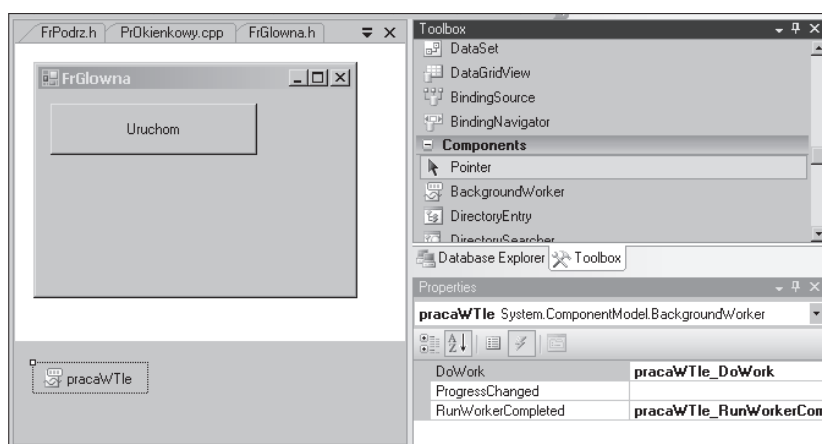 FrPodrz.h PrOkienkowy.cpp FrGlowna.h
FrGlowna
Uruchom
pracaWTle
Toolbox
DataSet
DataGridView
BindingSource
BindingNavigator
Components
Pointer
BackgroundWorker
DirectoryEntry
DirectorySearcher
Database Explorer Toolbox
Properties
pracaWTle System.ComponentModel.BackgroundWorker
DoWork pracaWTle_DoWork
ProgressChanged
RunWorkerCompleted pracaWTle_RunWorkerCom